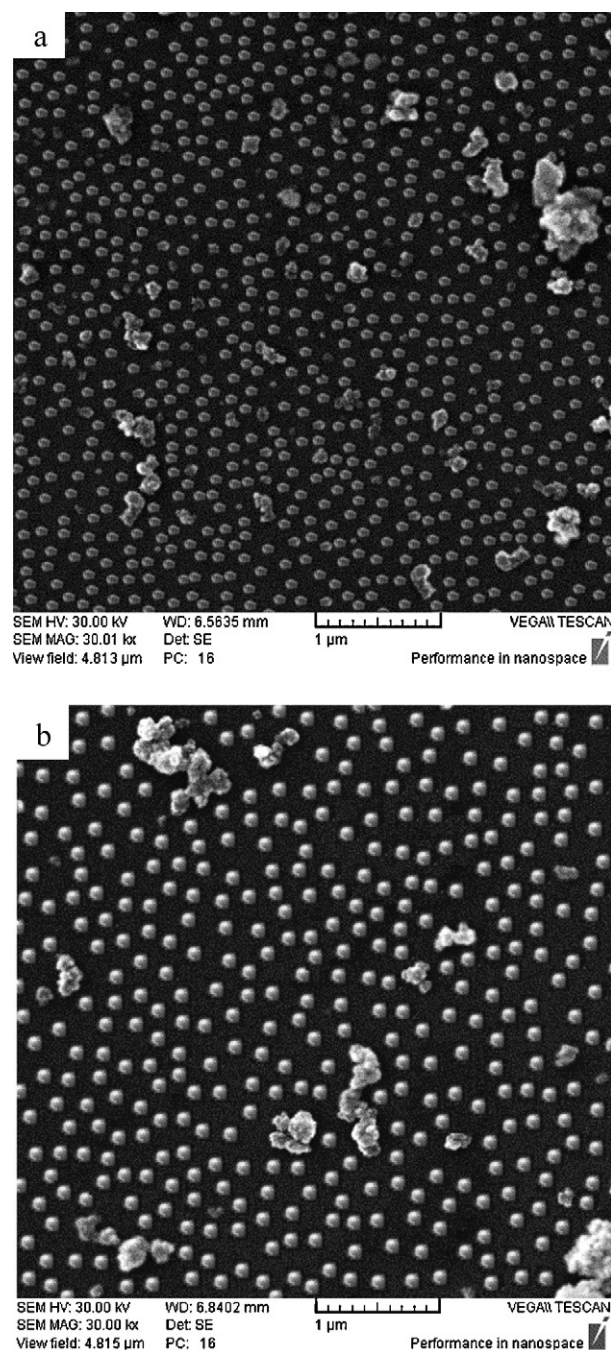 a
SEM HV: 30.00 kV WD: 6.5635 mm VEGA\\ TESCAN
SEM MAG: 30.01 kx Det: SE 1 µm
View field: 4.813 µm PC: 16 Performance in nanospace
b
SEM HV: 30.00 kV WD: 6.8402 mm VEGA\\ TESCAN
SEM MAG: 30.00 kx Det: SE 1 µm
View field: 4.815 µm PC: 16 Performance in nanospace